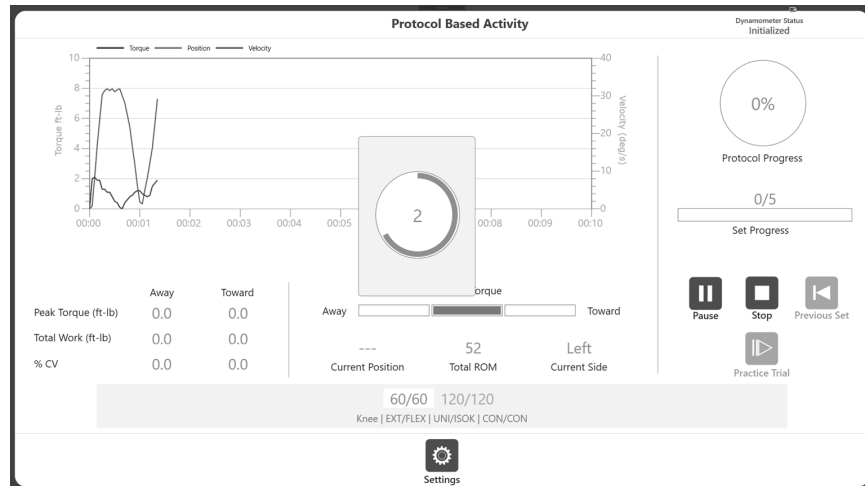 Protocol Based Activity
Dynamometer Status
Initialized
Torque Position Velocity
10
8
6
4
2
0
Torque ft-lb
40
30
20
10
0
Velocity (deg/s)
00:00 00:01 00:02 00:03 00:04 00:05 00:08 00:09 00:10
2
0%
Protocol Progress
0/5
Set Progress
Away Toward
Peak Torque (ft-lb) 0.0 0.0
Total Work (ft-lb) 0.0 0.0
% CV 0.0 0.0
orque
Away Toward
--- 52 Left
Current Position Total ROM Current Side
Pause Stop Previous Set
Practice Trial
60/60 120/120
Knee | EXT/FLEX | UNI/ISOK | CON/CON
Settings